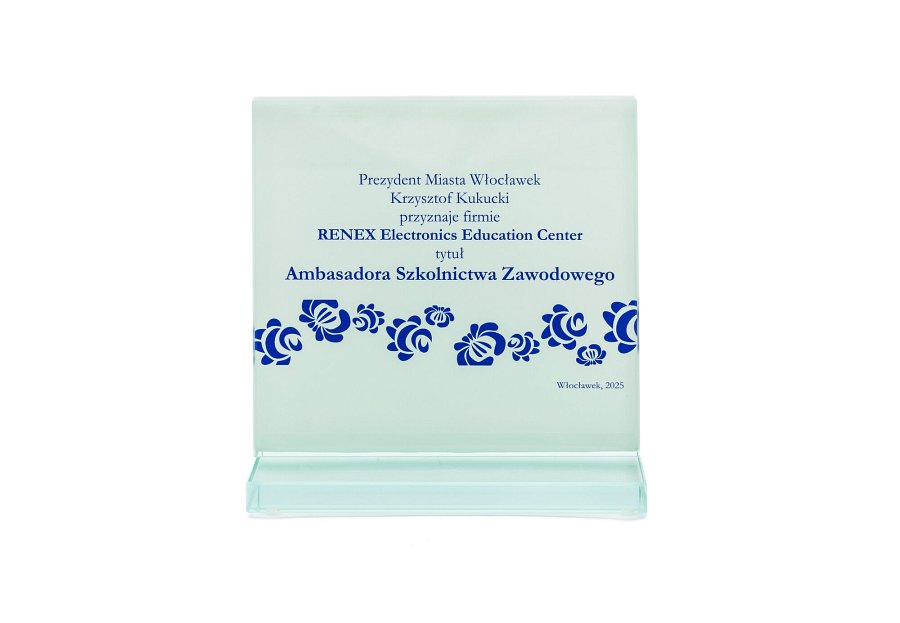 Prezydent Miasta Włocławek
Krzysztof Kukucki
przyznaje firmie
RENEX Electronics Education Center
tytuł
Ambasadora Szkolnictwa Zawodowego
Włocławek, 2025